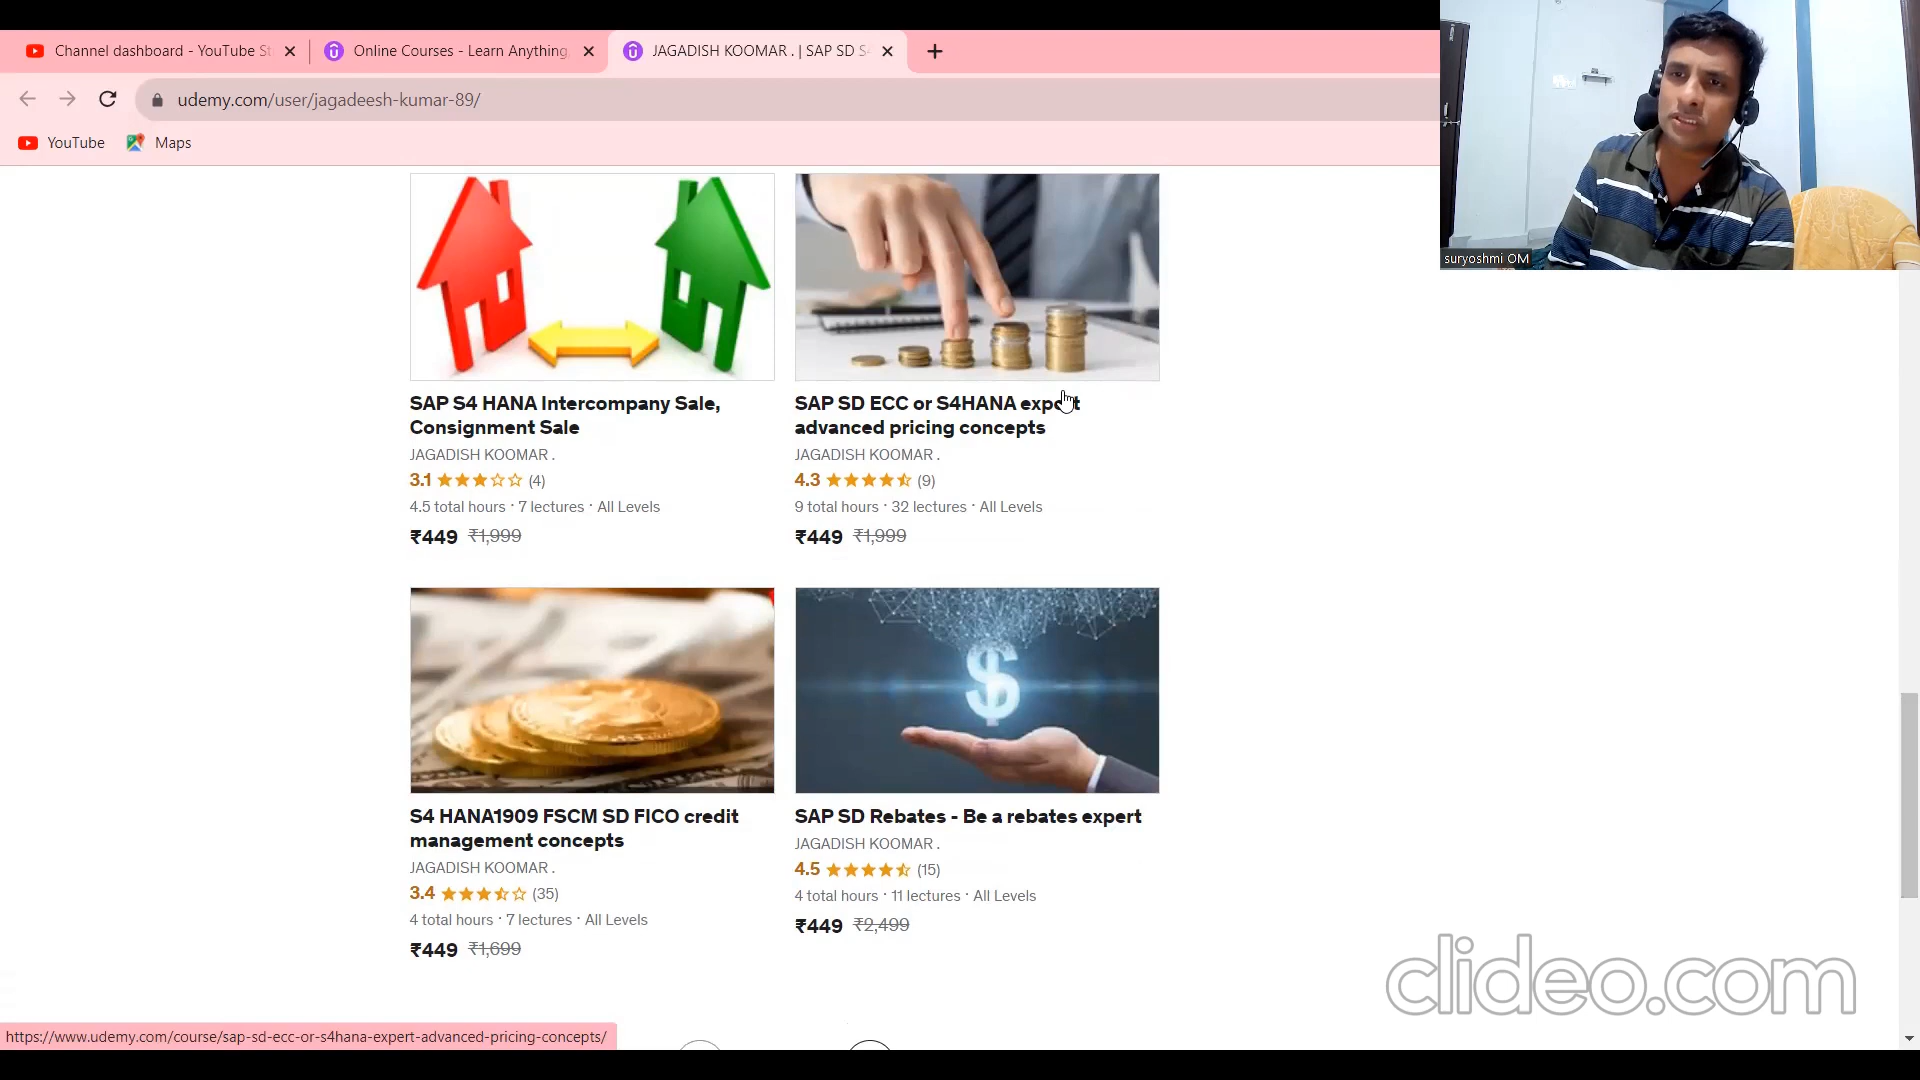 Channel dashboard - YouTube St
Online Courses - Learn Anything,
JAGADISH KOOMAR . | SAP SD S4
udemy.com/user/jagadeesh-kumar-89/
YouTube
Maps
suryoshmi OM
SAP S4 HANA Intercompany Sale,
Consignment Sale
JAGADISH KOOMAR .
3.1 (4)
4.5 total hours · 7 lectures · All Levels
₹449 ₹1,999
SAP SD ECC or S4HANA expert
advanced pricing concepts
JAGADISH KOOMAR .
4.3 (9)
9 total hours · 32 lectures · All Levels
₹449 ₹1,999
S4 HANA1909 FSCM SD FICO credit
management concepts
JAGADISH KOOMAR .
3.4 (35)
4 total hours · 7 lectures · All Levels
₹449 ₹1,699
$
SAP SD Rebates - Be a rebates expert
JAGADISH KOOMAR .
4.5 (15)
4 total hours · 11 lectures · All Levels
₹449 ₹2,499
clideo.com
https://www.udemy.com/course/sap-sd-ecc-or-s4hana-expert-advanced-pricing-concepts/